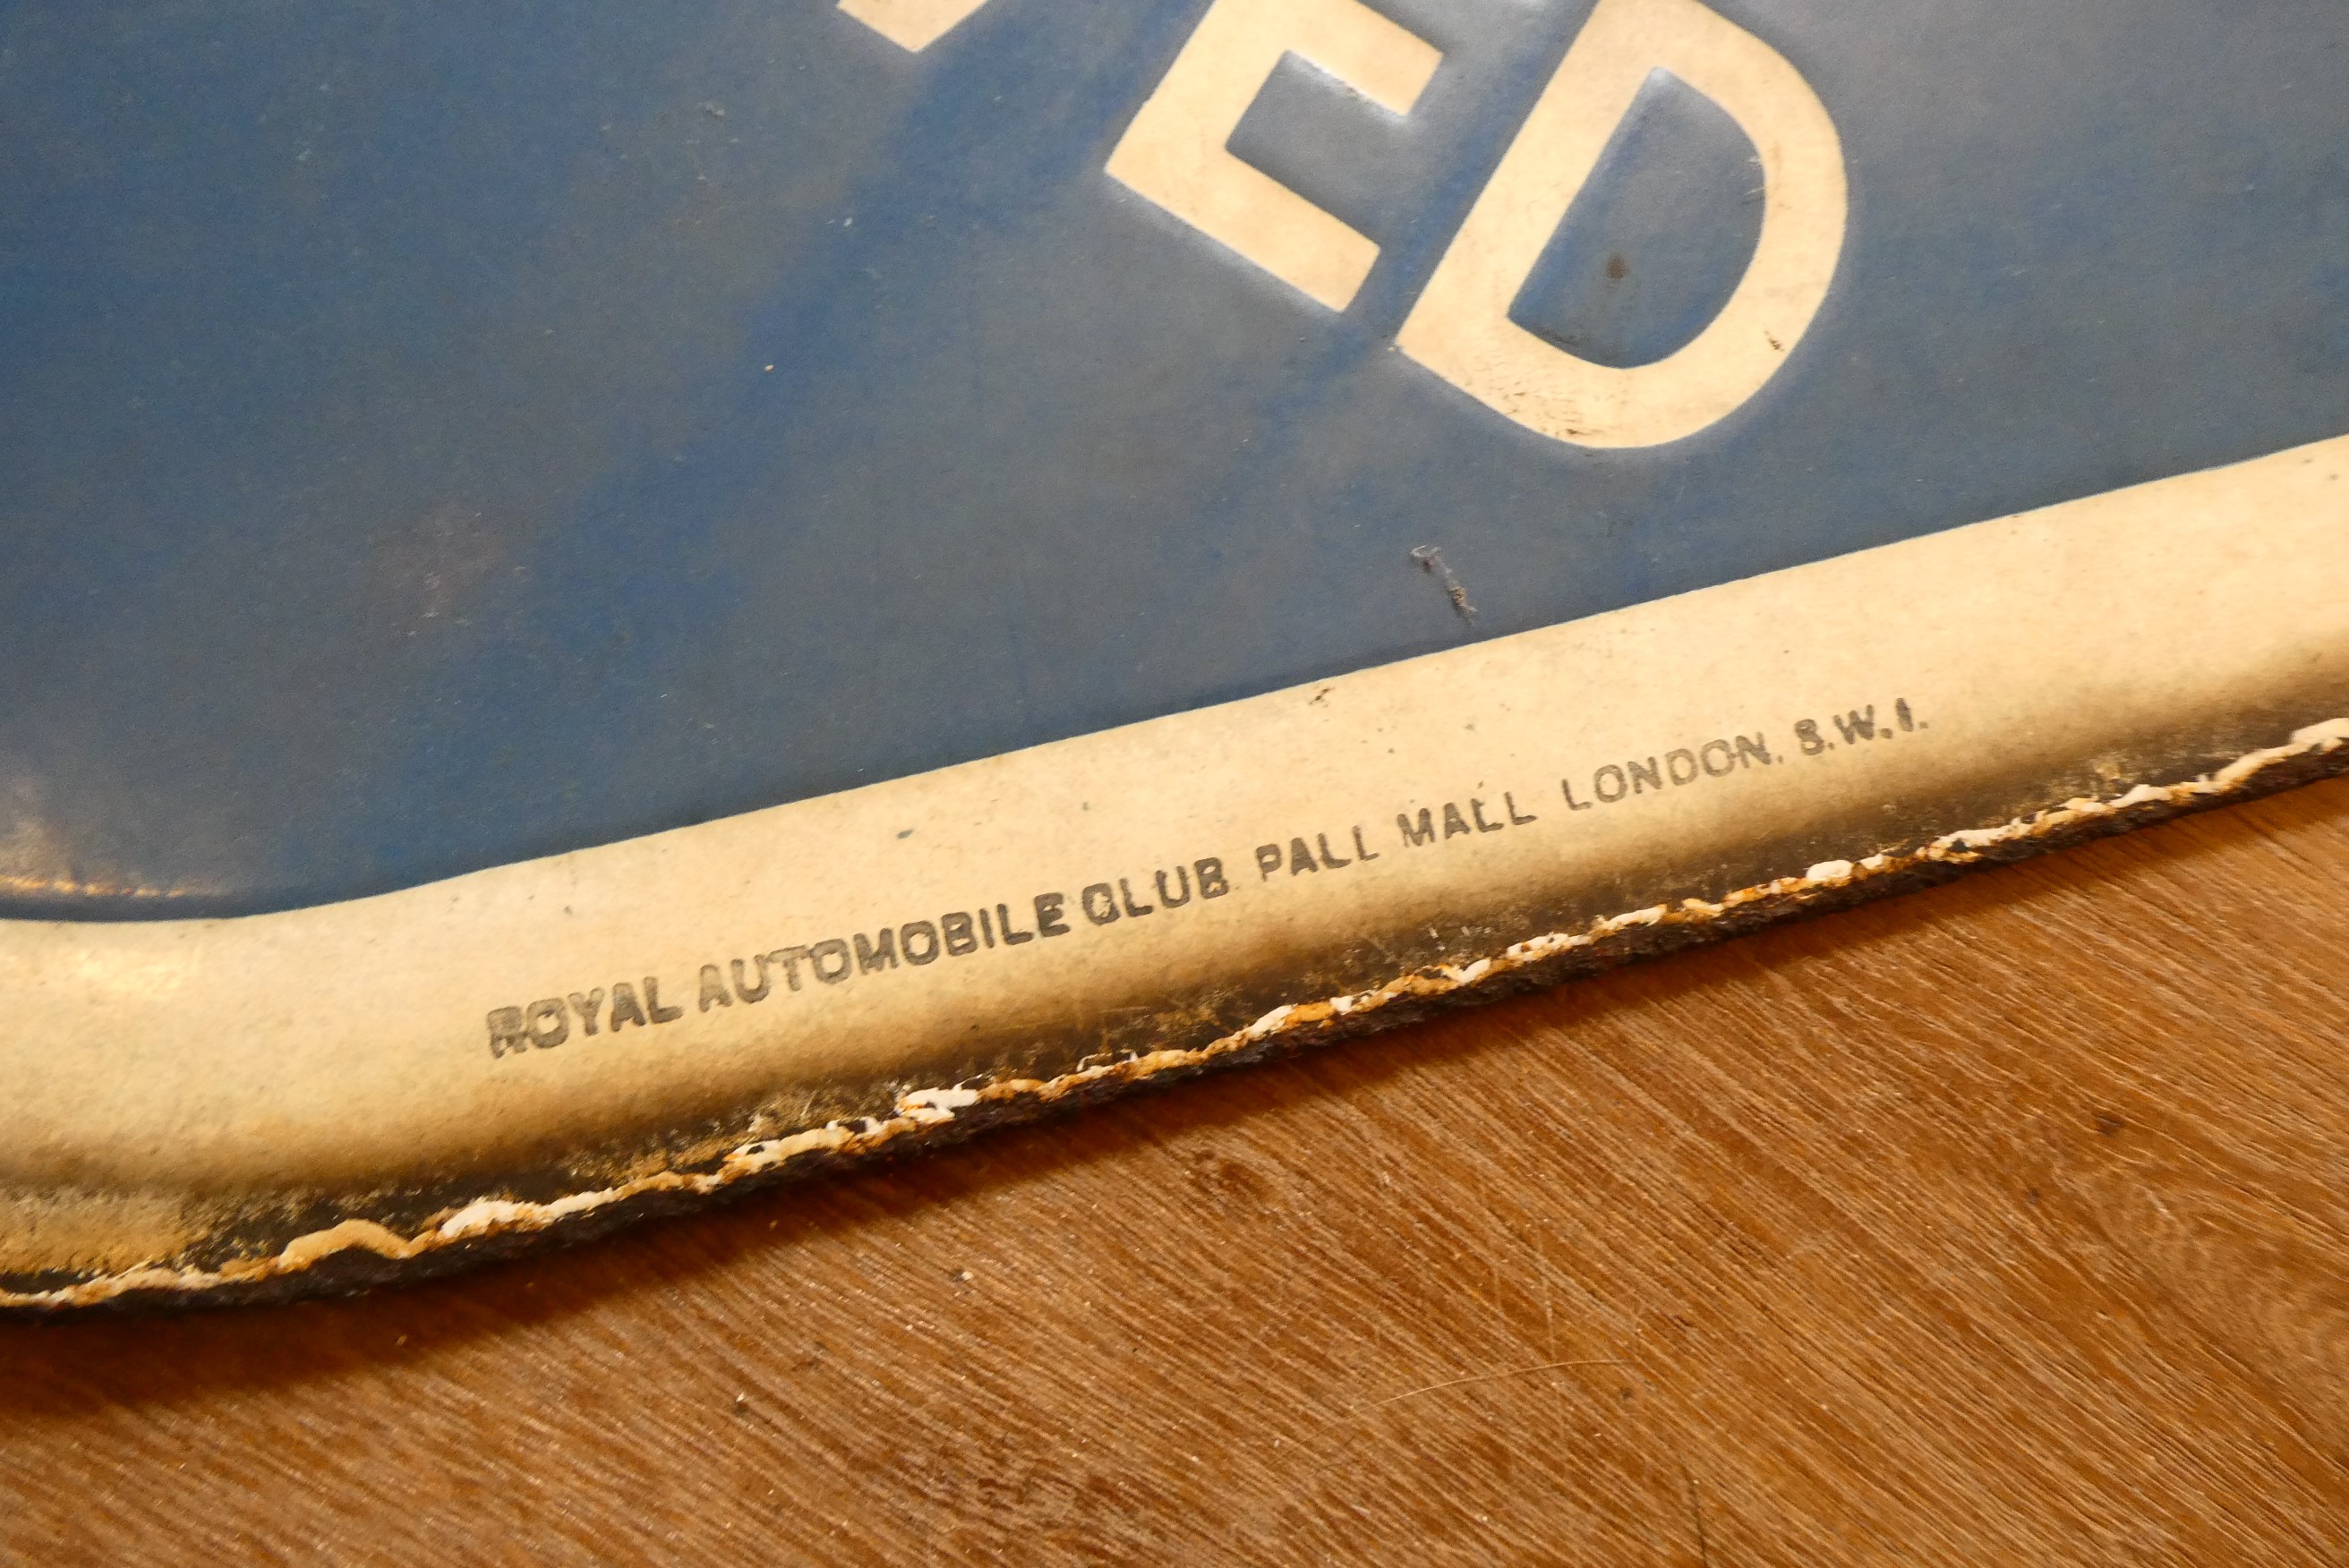 ED
ROYAL AUTOMOBILE CLUB PALL MALL LONDON. S.W.1.